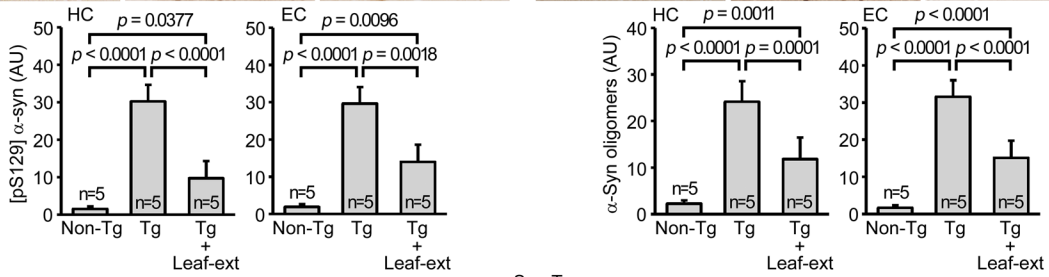 HC
p = 0.0377
p < 0.0001
p < 0.0001
[pS129] α-syn (AU)
50
40
30
20
10
0
n=5
n=5
n=5
Non-Tg
Tg
Tg
+
Leaf-ext
EC
p = 0.0096
p < 0.0001
p = 0.0018
50
40
30
20
10
0
n=5
n=5
n=5
Non-Tg
Tg
Tg
+
Leaf-ext
HC
p = 0.0011
p < 0.0001
p = 0.0001
α-Syn oligomers (AU)
40
30
20
10
0
n=5
n=5
n=5
Non-Tg
Tg
Tg
+
Leaf-ext
EC
p < 0.0001
p < 0.0001
p < 0.0001
50
40
30
20
10
0
n=5
n=5
n=5
Non-Tg
Tg
Tg
+
Leaf-ext